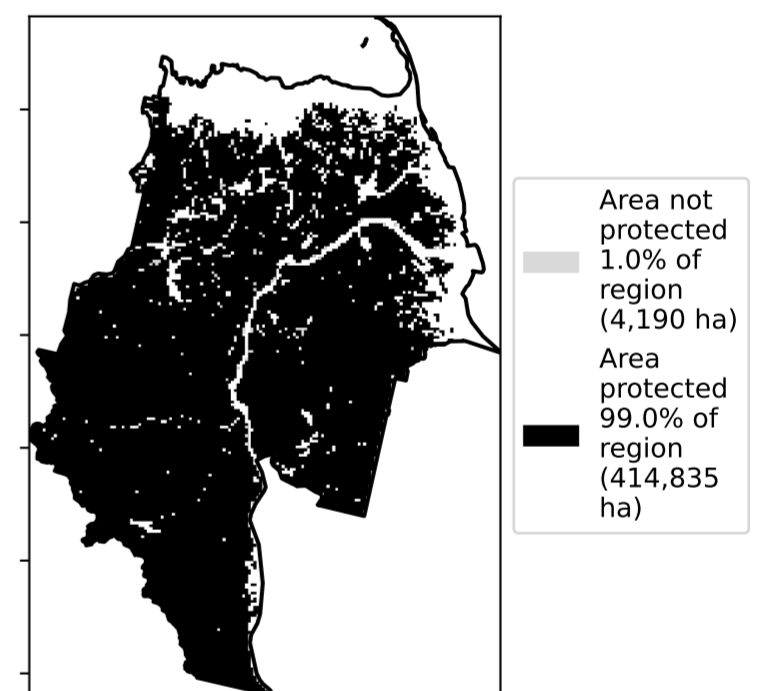 Area not
protected
1.0% of
region
(4,190 ha)
Area
protected
99.0% of
region
(414,835
ha)